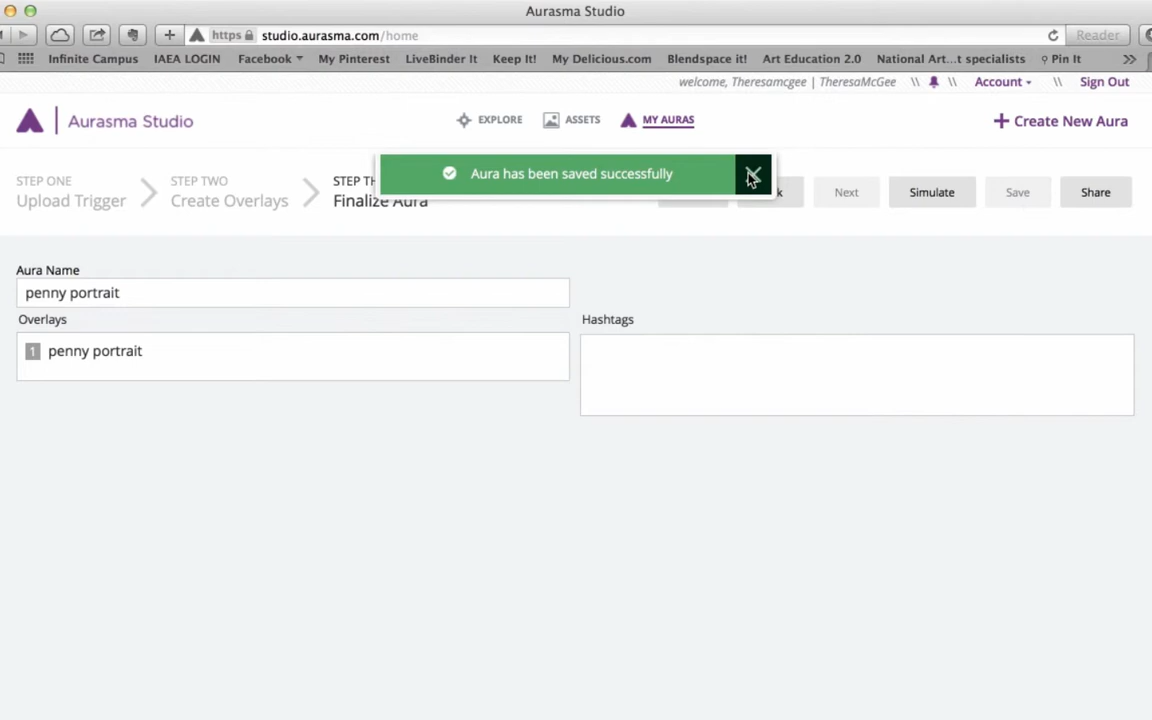 Aurasma Studio
https studio.aurasma.com/home Reader
Infinite Campus IAEA LOGIN Facebook My Pinterest LiveBinder It Keep It! My Delicious.com Blendspace it! Art Education 2.0 National Art...t specialists Pin It >>
welcome, Theresamcgee | TheresaMcGee \\ \\ Account \\ Sign Out
Aurasma Studio EXPLORE ASSETS MY AURAS + Create New Aura
Aura has been saved successfully
STEP ONE STEP TWO
Upload Trigger Create Overlays Finalize Aura Next Simulate Save Share
Aura Name
penny portrait
Overlays Hashtags
1 penny portrait